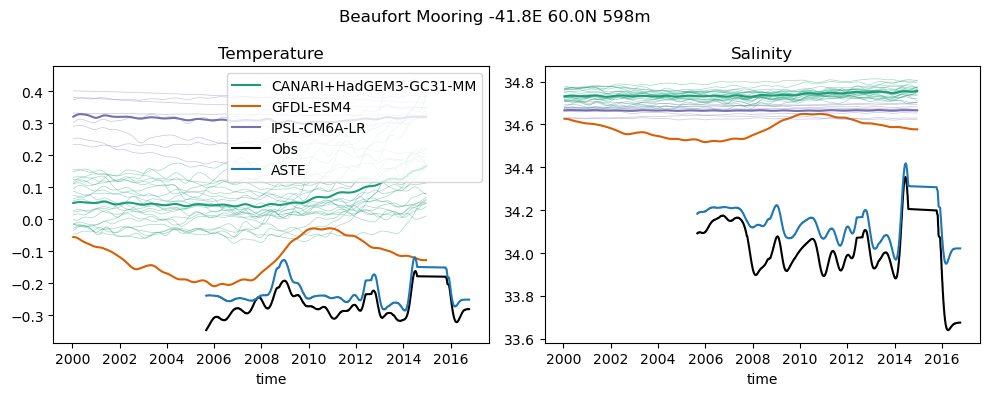 Beaufort Mooring -41.8E 60.0N 598m
Temperature
CANARI+HadGEM3-GC31-MM
GFDL-ESM4
IPSL-CM6A-LR
Obs
ASTE
0.4
0.3
0.2
0.1
0.0
−0.1
−0.2
−0.3
2000 2002 2004 2006 2008 2010 2012 2014 2016
time
Salinity
34.8
34.6
34.4
34.2
34.0
33.8
33.6
2000 2002 2004 2006 2008 2010 2012 2014 2016
time